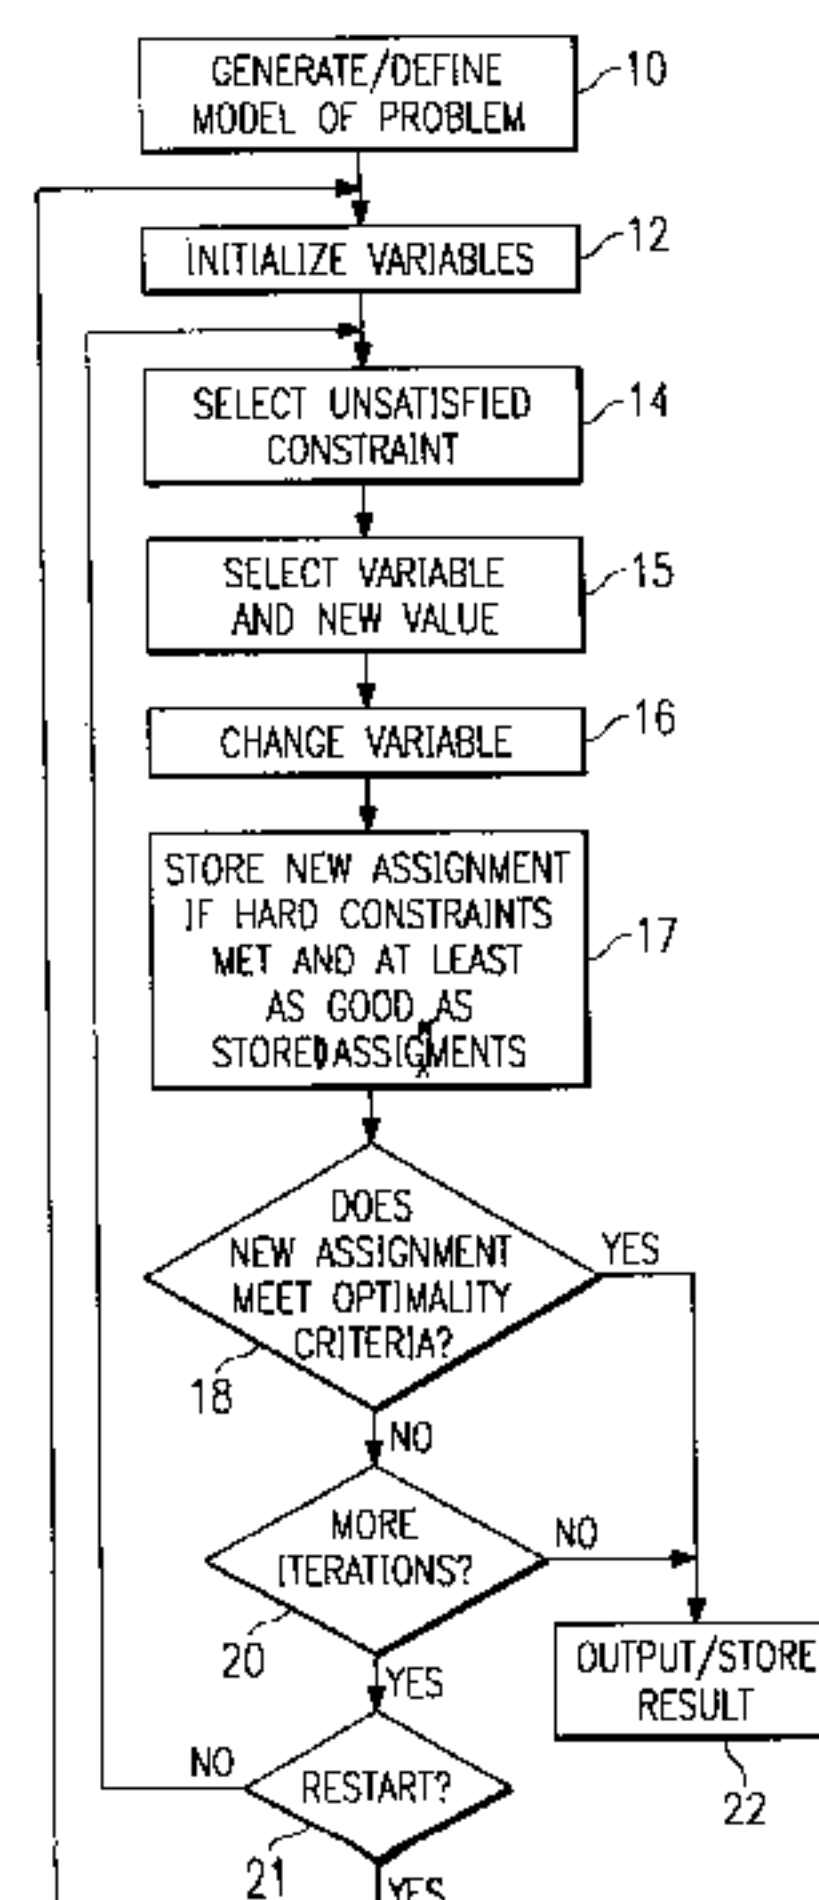 GENERATE/DEFINE
MODEL OF PROBLEM
10
INITIALIZE VARIABLES
12
SELECT UNSATISFIED
CONSTRAINT
14
SELECT VARIABLE
AND NEW VALUE
15
CHANGE VARIABLE
16
STORE NEW ASSIGNMENT
IF HARD CONSTRAINTS
MET AND AT LEAST
AS GOOD AS
STORED ASSIGMENTS
17
DOES
NEW ASSIGNMENT
MEET OPTIMALITY
CRITERIA?
YES
18
NO
MORE
ITERATIONS?
NO
20
YES
OUTPUT/STORE
RESULT
22
NO
RESTART?
21
YES